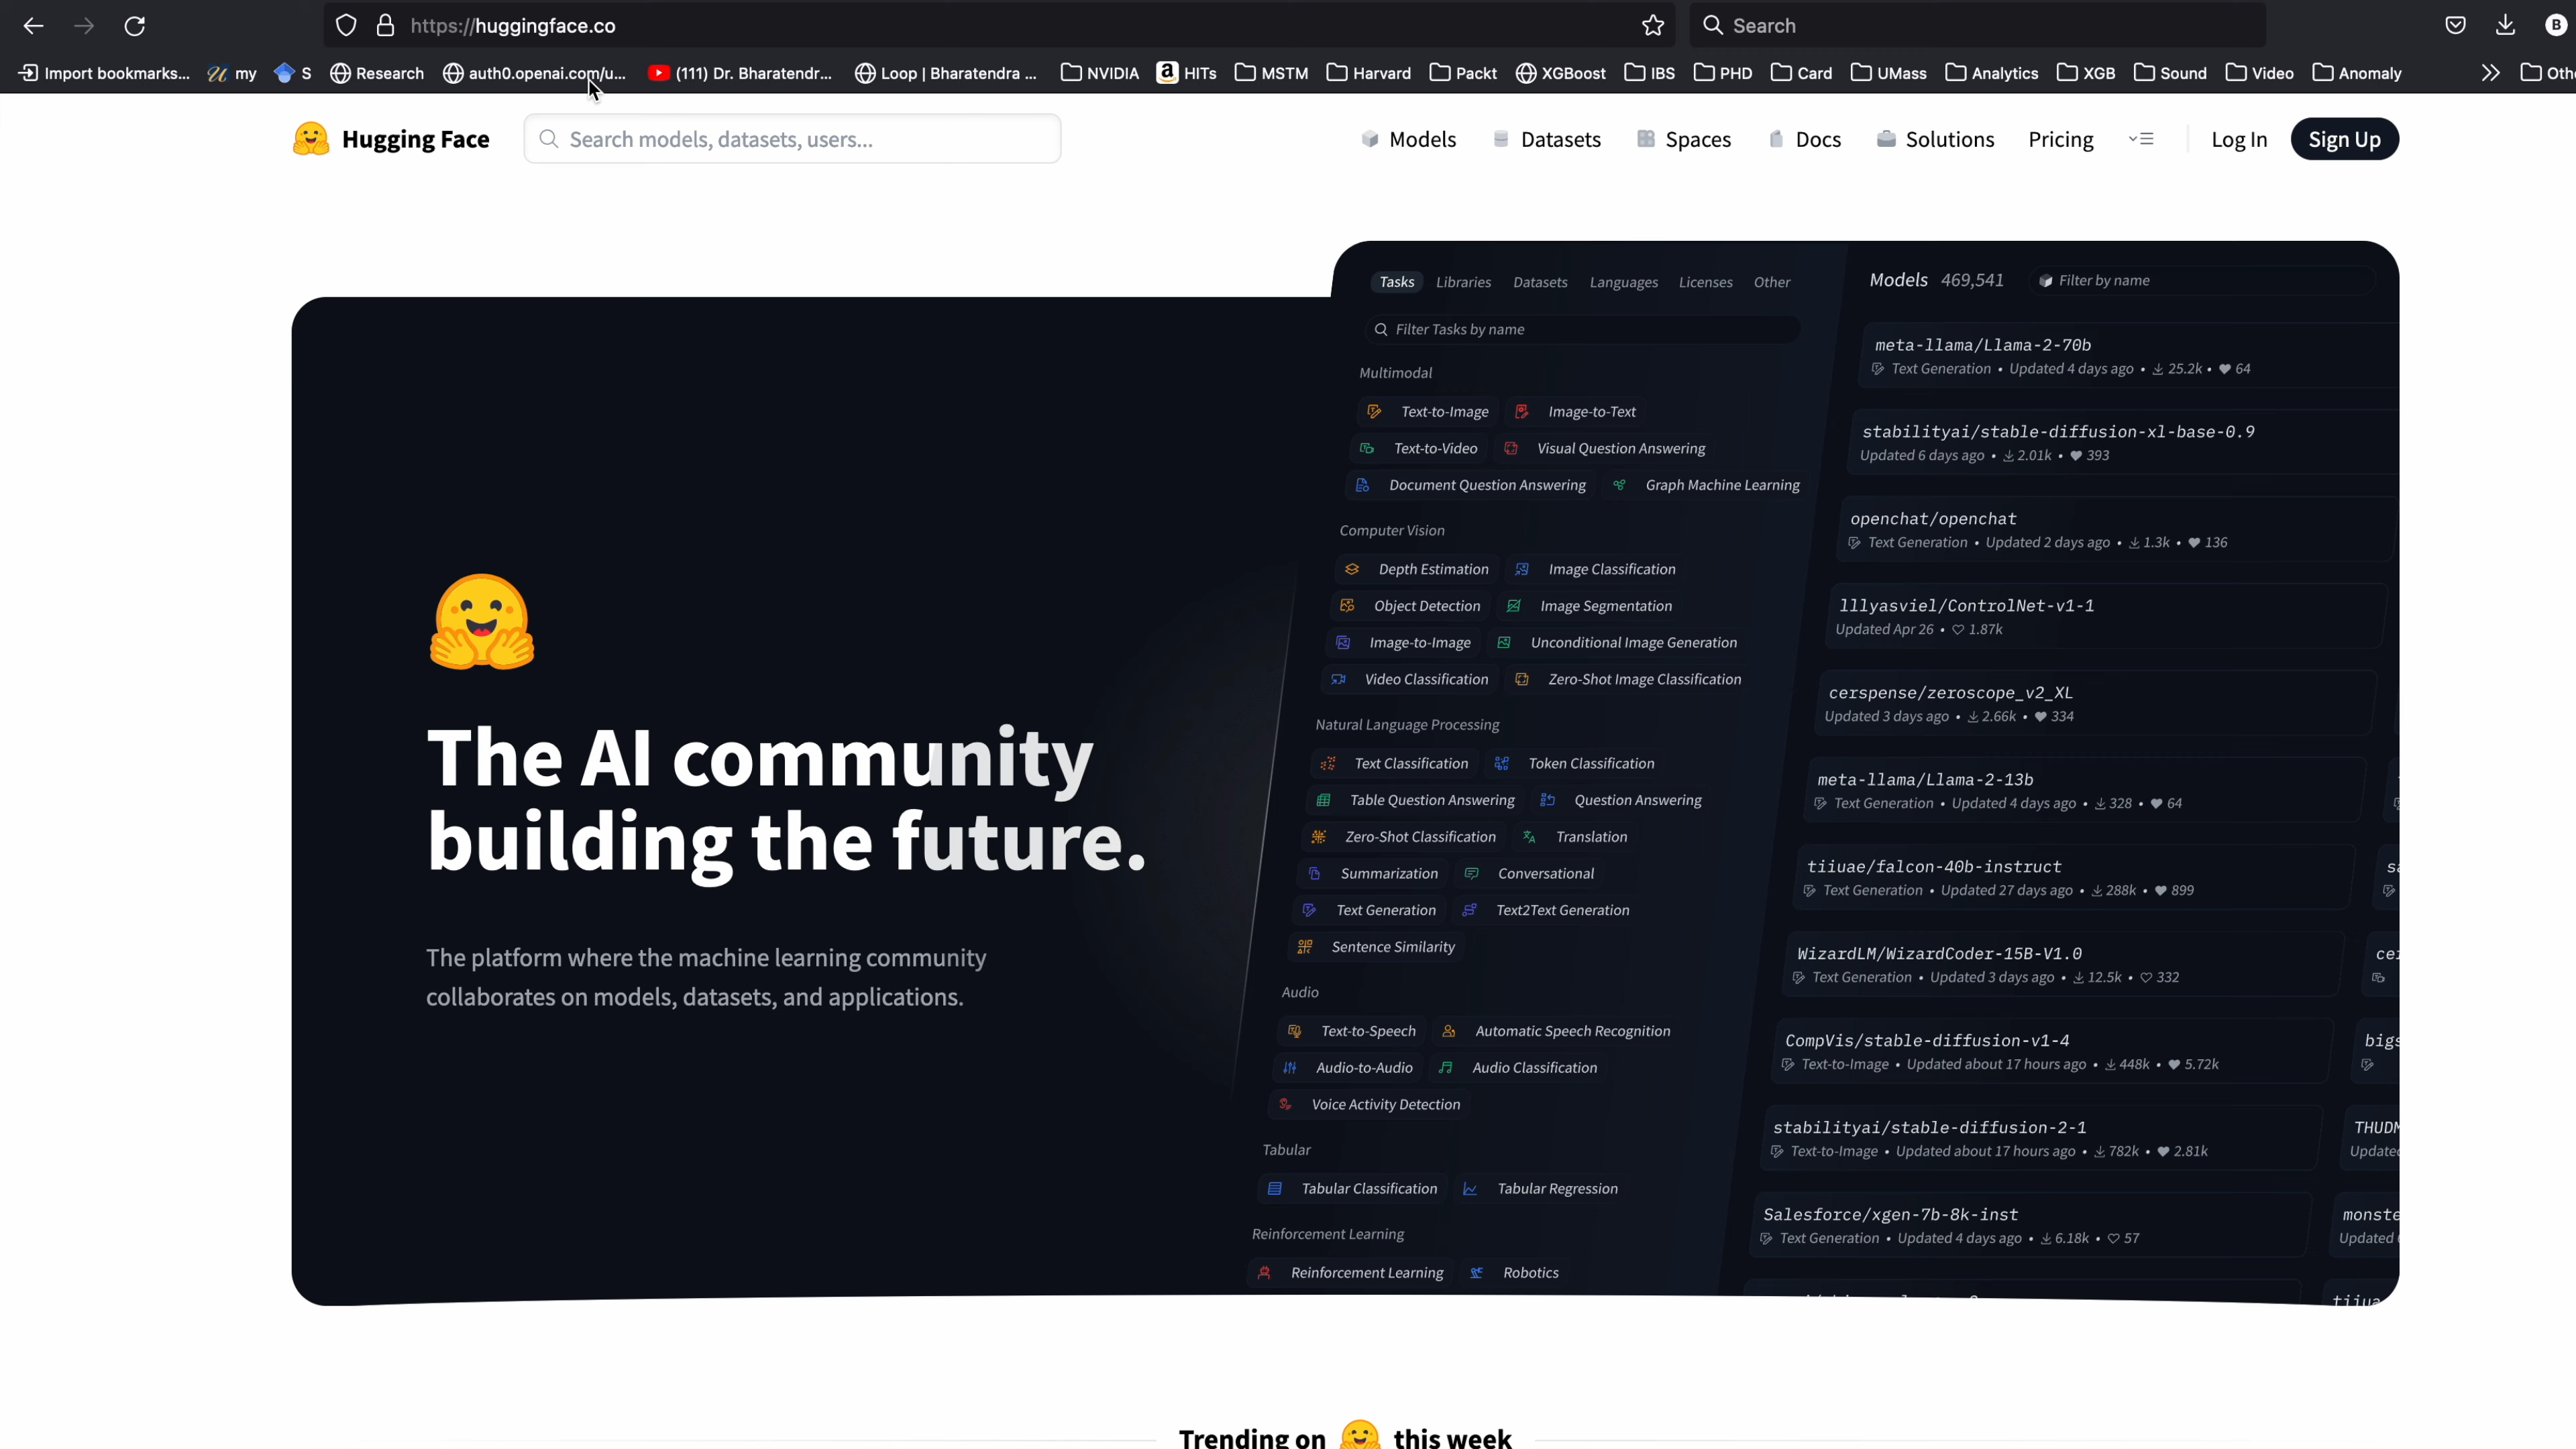 https://huggingface.co
Search
Import bookmarks...
my
S
Research
auth0.openai.com/u...
(111) Dr. Bharatendr...
Loop | Bharatendra ...
NVIDIA
HITs
MSTM
Harvard
Packt
XGBoost
IBS
PHD
Card
UMass
Analytics
XGB
Sound
Video
Anomaly
Hugging Face
Search models, datasets, users...
Models
Datasets
Spaces
Docs
Solutions
Pricing
Log In
Sign Up
The AI community
building the future.
The platform where the machine learning community
collaborates on models, datasets, and applications.
Tasks Libraries Datasets Languages Licenses Other
Filter Tasks by name
Multimodal
Text-to-Image Image-to-Text
Text-to-Video Visual Question Answering
Document Question Answering Graph Machine Learning
Computer Vision
Depth Estimation Image Classification
Object Detection Image Segmentation
Image-to-Image Unconditional Image Generation
Video Classification Zero-Shot Image Classification
Natural Language Processing
Text Classification Token Classification
Table Question Answering Question Answering
Zero-Shot Classification Translation
Summarization Conversational
Text Generation Text2Text Generation
Sentence Similarity
Audio
Text-to-Speech Automatic Speech Recognition
Audio-to-Audio Audio Classification
Voice Activity Detection
Tabular
Tabular Classification Tabular Regression
Reinforcement Learning
Reinforcement Learning Robotics
Models 469,541 Filter by name
meta-llama/Llama-2-70b
Text Generation • Updated 4 days ago • 25.2k • 64
stabilityai/stable-diffusion-xl-base-0.9
Updated 6 days ago • 2.01k • 393
openchat/openchat
Text Generation • Updated 2 days ago • 1.3k • 136
lllyasviel/ControlNet-v1-1
Updated Apr 26 • 1.87k
cerspense/zeroscope_v2_XL
Updated 3 days ago • 2.66k • 334
meta-llama/Llama-2-13b
Text Generation • Updated 4 days ago • 328 • 64
tiiuae/falcon-40b-instruct
Text Generation • Updated 27 days ago • 288k • 899
WizardLM/WizardCoder-15B-V1.0
Text Generation • Updated 3 days ago • 12.5k • 332
CompVis/stable-diffusion-v1-4
Text-to-Image • Updated about 17 hours ago • 448k • 5.72k
stabilityai/stable-diffusion-2-1
Text-to-Image • Updated about 17 hours ago • 782k • 2.81k
Salesforce/xgen-7b-8k-inst
Text Generation • Updated 4 days ago • 6.18k • 57
Trending on this week